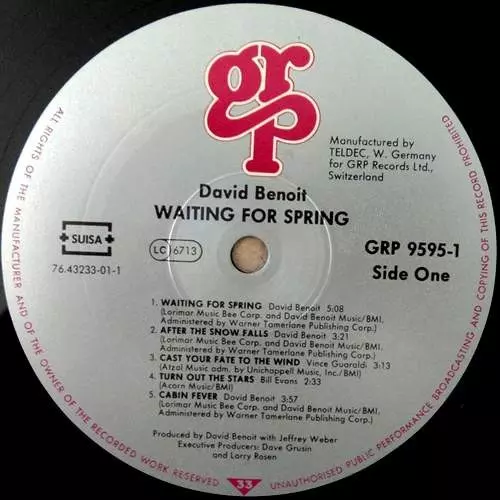 grp
Manufactured by
TELDEC, W. Germany
for GRP Records Ltd.,
Switzerland
David Benoit
WAITING FOR SPRING
SUISA
76.43233-01-1
LC 6713
GRP 9595-1
Side One
1. WAITING FOR SPRING David Benoit 5:08
(Lorimar Music Bee Corp. and David Benoit Music/BMI,
Administered by Warner Tamerlane Publishing Corp.)
2. AFTER THE SNOW FALLS David Benoit 3:21
(Lorimar Music Bee Corp. and David Benoit Music/BMI,
Administered by Warner Tamerlane Publishing Corp.)
3. CAST YOUR FATE TO THE WIND Vince Guaraldi 3:13
(Atzal Music adm. by Unichappell Music, Inc./BMI)
4. TURN OUT THE STARS Bill Evans 2:33
(Acorn Music/BMI)
5. CABIN FEVER David Benoit 3:57
(Lorimar Music Bee Corp. and David Benoit Music/BMI,
Administered by Warner Tamerlane Publishing Corp.)
Produced by David Benoit with Jeffrey Weber
Executive Producers: Dave Grusin
and Larry Rosen
33
ALL RIGHTS OF THE MANUFACTURER AND OF THE OWNER OF THE RECORDED WORK RESERVED
UNAUTHORISED PUBLIC PERFORMANCE BROADCASTING AND COPYING OF THIS RECORD PROHIBITED